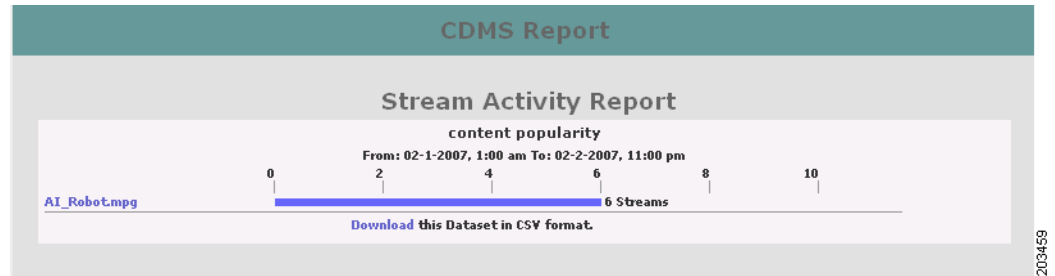 CDMS Report
Stream Activity Report
content popularity
From: 02-1-2007, 1:00 am To: 02-2-2007, 11:00 pm
0 2 4 6 8 10
AI_Robot.mpg 6 Streams
Download this Dataset in CSV format.
203459